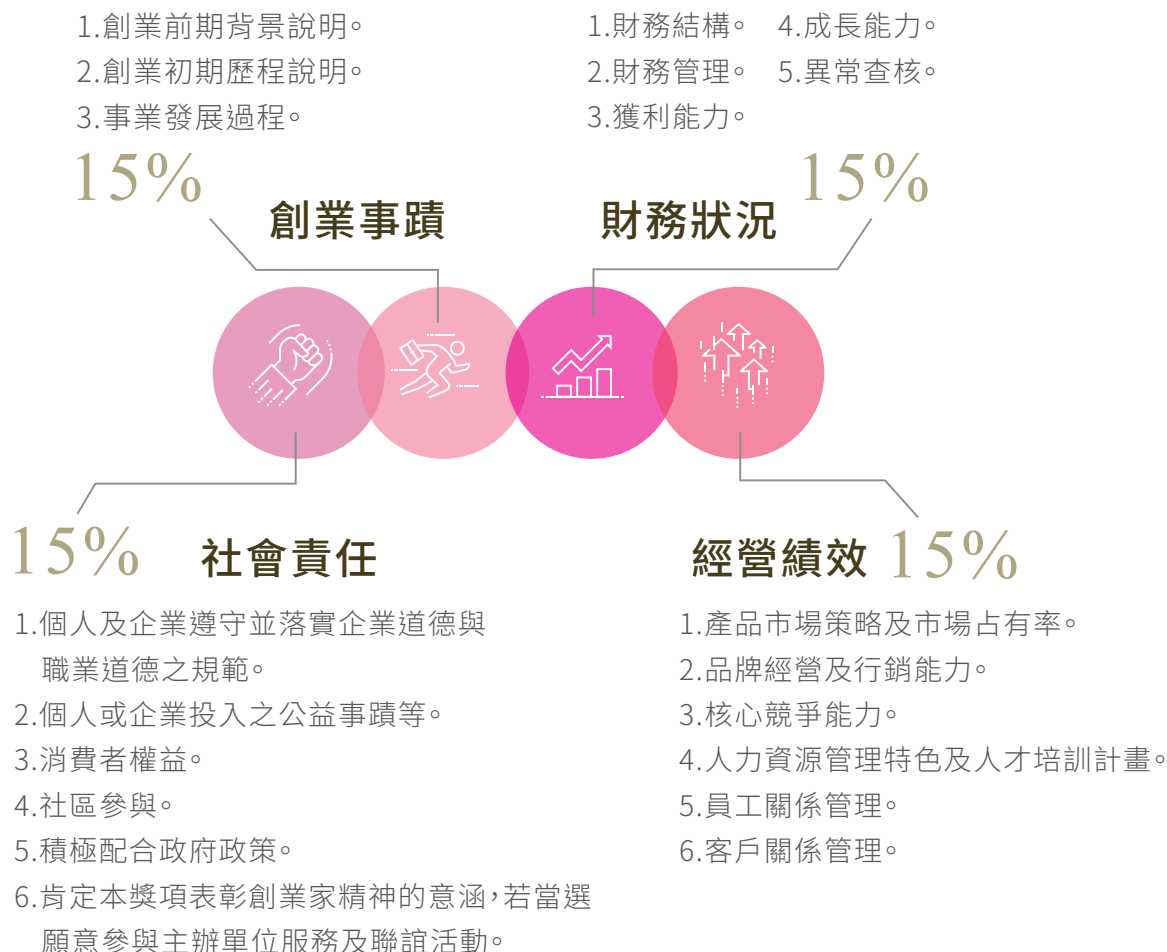 1.創業前期背景說明。
2.創業初期歷程說明。
3.事業發展過程。
15%
創業事蹟
1.財務結構。 4.成長能力。
2.財務管理。 5.異常查核。
3.獲利能力。
15%
財務狀況
15%
社會責任
1.個人及企業遵守並落實企業道德與
職業道德之規範。
2.個人或企業投入之公益事蹟等。
3.消費者權益。
4.社區參與。
5.積極配合政府政策。
6.肯定本獎項表彰創業家精神的意涵,若當選
願意參與主辦單位服務及聯誼活動。
經營績效
15%
1.產品市場策略及市場占有率。
2.品牌經營及行銷能力。
3.核心競爭能力。
4.人力資源管理特色及人才培訓計畫。
5.員工關係管理。
6.客戶關係管理。